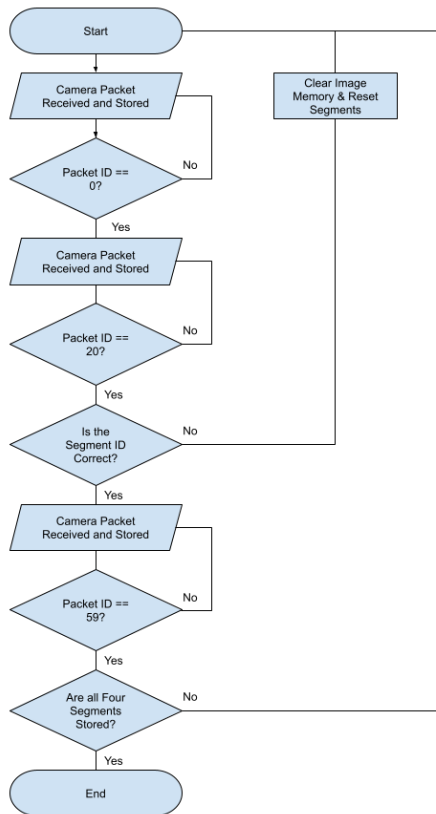 Start
Camera Packet
Received and Stored
Clear Image
Memory & Reset
Segments
Packet ID ==
0?
No
Yes
Camera Packet
Received and Stored
Packet ID ==
20?
No
Yes
Is the
Segment ID
Correct?
No
Yes
Camera Packet
Received and Stored
Packet ID ==
59?
No
Yes
Are all Four
Segments
Stored?
No
Yes
End